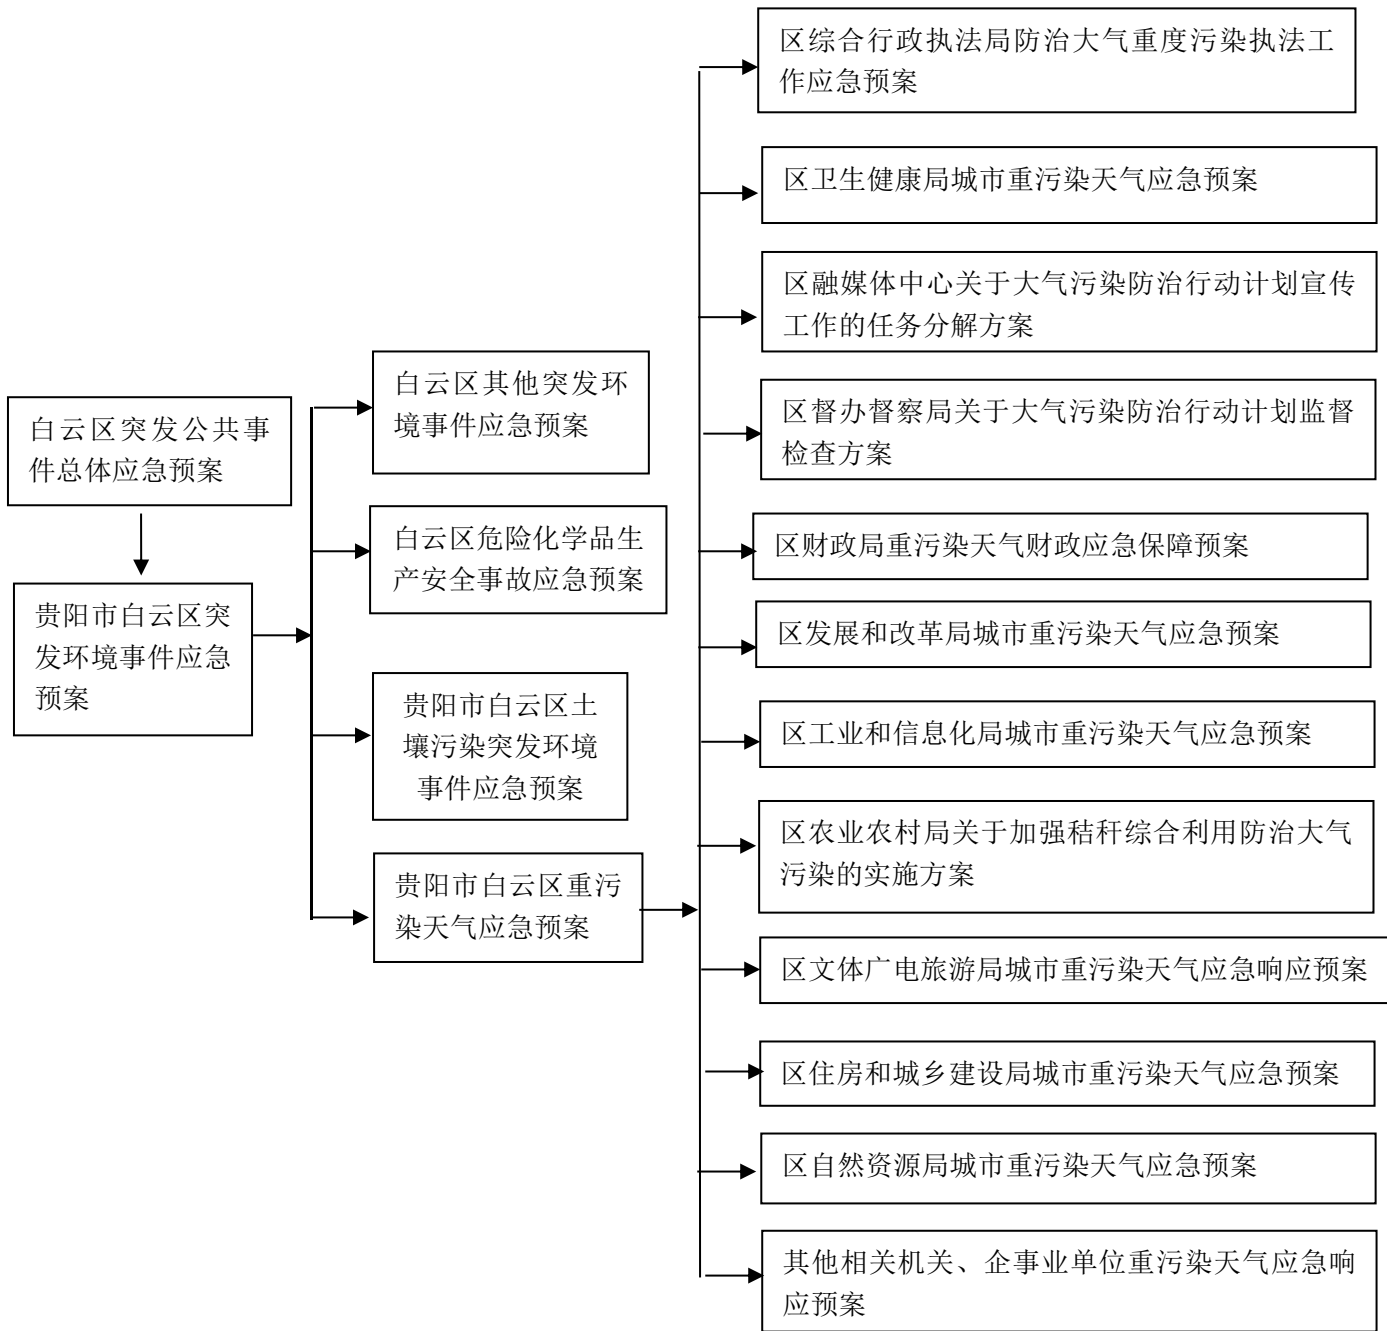 白云区突发公共事
件总体应急预案
贵阳市白云区突
发环境事件应急
预案
白云区其他突发环
境事件应急预案
白云区危险化学品生
产安全事故应急预案
贵阳市白云区土
壤污染突发环境
事件应急预案
贵阳市白云区重污
染天气应急预案
区综合行政执法局防治大气重度污染执法工
作应急预案
区卫生健康局城市重污染天气应急预案
区融媒体中心关于大气污染防治行动计划宣传
工作的任务分解方案
区督办督察局关于大气污染防治行动计划监督
检查方案
区财政局重污染天气财政应急保障预案
区发展和改革局城市重污染天气应急预案
区工业和信息化局城市重污染天气应急预案
区农业农村局关于加强秸秆综合利用防治大气
污染的实施方案
区文体广电旅游局城市重污染天气应急响应预案
区住房和城乡建设局城市重污染天气应急预案
区自然资源局城市重污染天气应急预案
其他相关机关、企事业单位重污染天气应急响
应预案